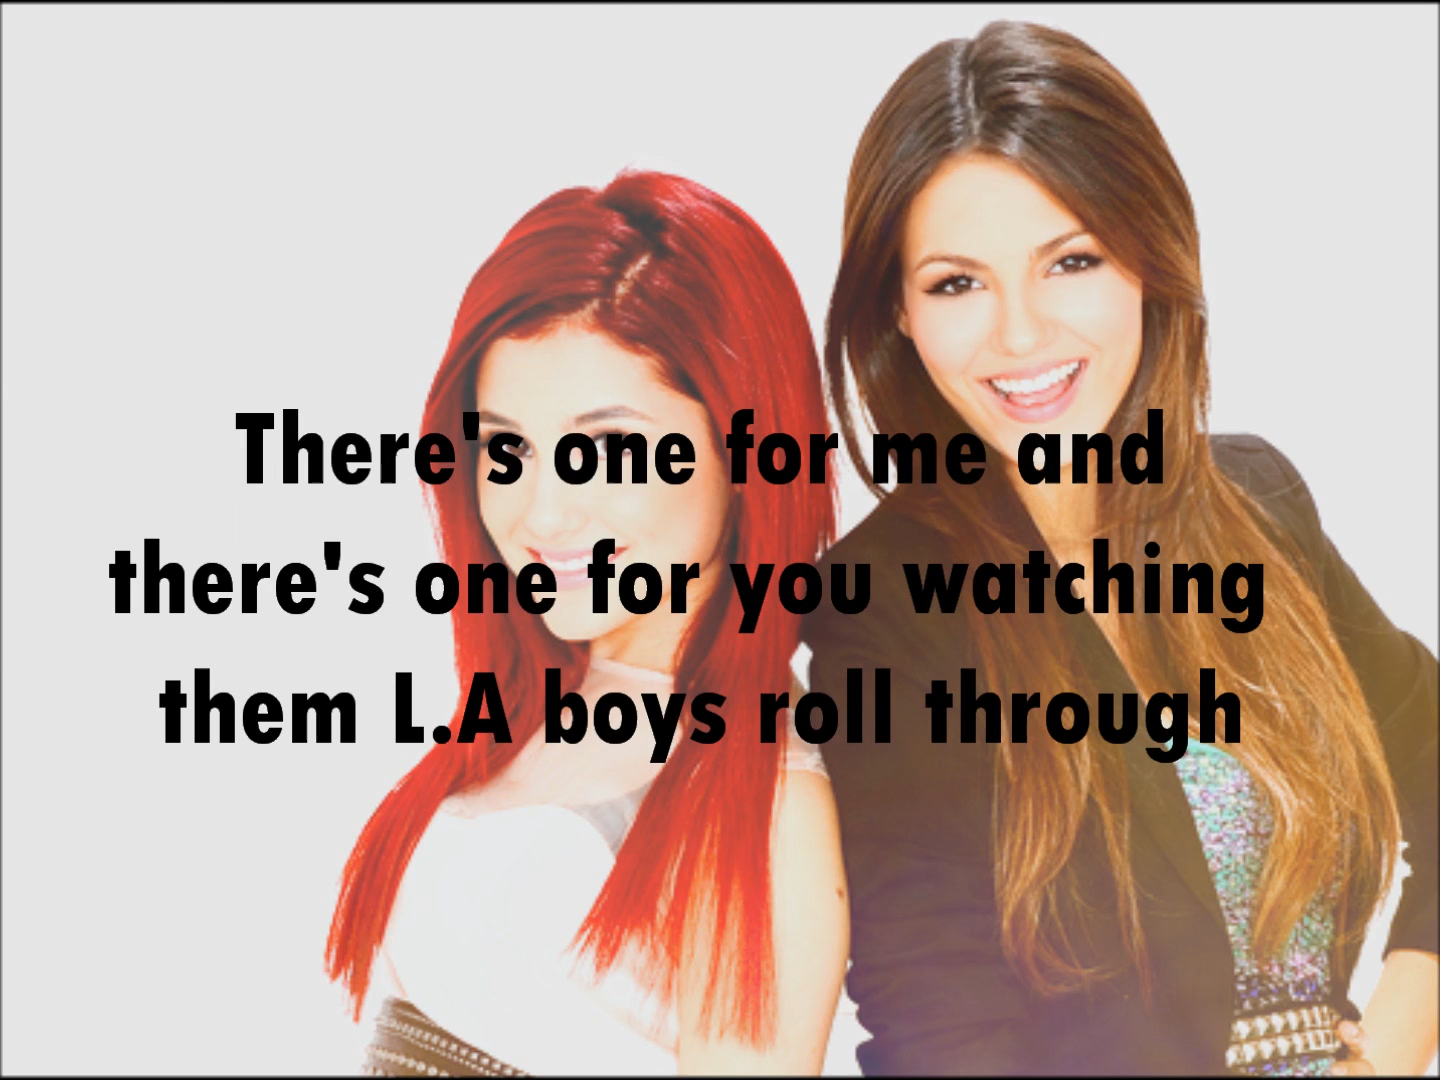 There's one for me and
there's one for you watching
them L.A boys roll through